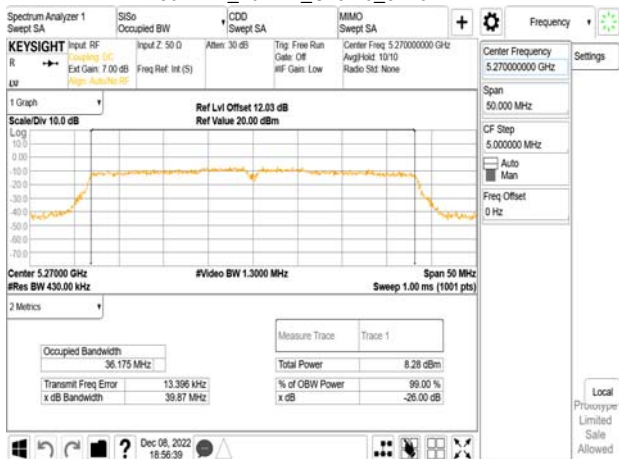 Spectrum Analyzer 1
Swept SA
SISo
Occupied BW
CDD
Swept SA
MIMO
Swept SA
Frequency
KEYSIGHT
R
LXI
Input: RF
Coupling: DC
Ext Gain: 7.00 dB
Align: Auto/No RF
Input Z: 50 Ω
Freq Ref: Int (S)
Atten: 30 dB
Trig: Free Run
Gate: Off
#IF Gain: Low
Center Freq: 5.270000000 GHz
Avg|Hold: 10/10
Radio Std: None
Center Frequency
5.270000000 GHz
Settings
Span
50.000 MHz
CF Step
5.000000 MHz
Auto
Man
Freq Offset
0 Hz
1 Graph
Scale/Div 10.0 dB
Ref Lvl Offset 12.03 dB
Ref Value 20.00 dBm
Log
10.0
0.00
-10.0
-20.0
-30.0
-40.0
-50.0
-60.0
-70.0
Center 5.27000 GHz
#Res BW 430.00 kHz
#Video BW 1.3000 MHz
Span 50 MHz
Sweep 1.00 ms (1001 pts)
2 Metrics
Measure Trace
Trace 1
Occupied Bandwidth
36.175 MHz
Total Power
8.28 dBm
Transmit Freq Error
13.396 kHz
% of OBW Power
99.00 %
x dB Bandwidth
39.87 MHz
x dB
-26.00 dB
Local
Prototype
Limited
Sale
Allowed
Dec 08, 2022
18:56:39